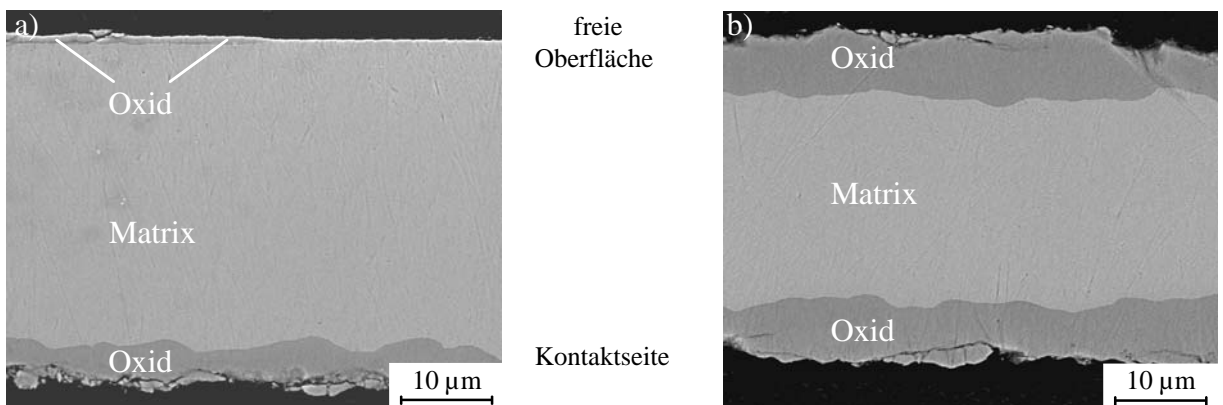 a)
Oxid
Matrix
Oxid
10 µm
freie
Oberfläche
Kontaktseite
b)
Oxid
Matrix
Oxid
10 µm